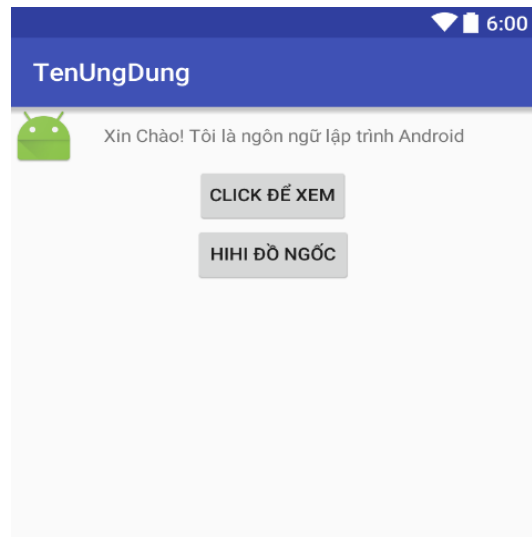 6:00
TenUngDung
Xin Chào! Tôi là ngôn ngữ lập trình Android
CLICK ĐỂ XEM
HIHI ĐỒ NGỐC